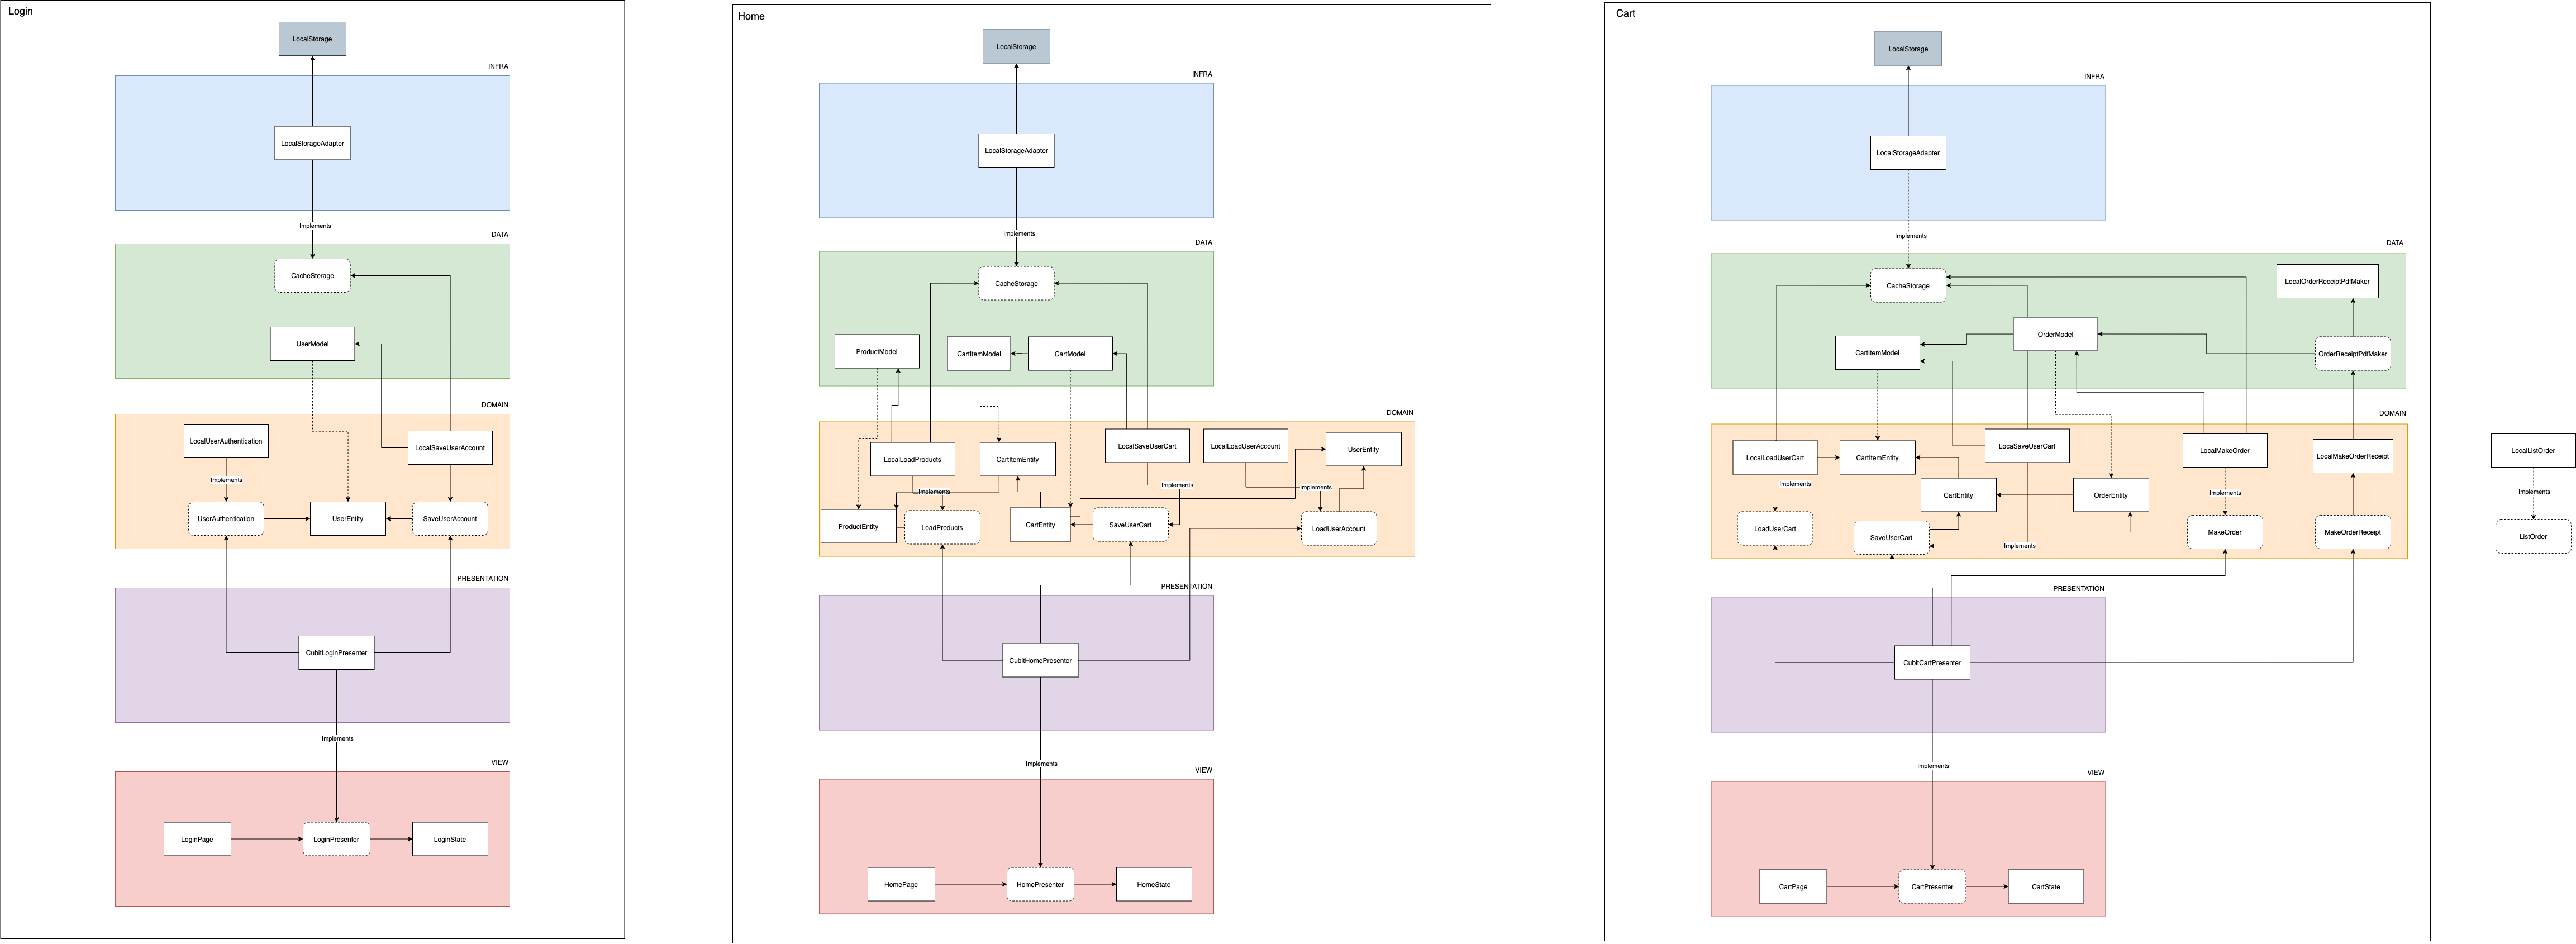 Login
LocalStorage
INFRA
LocalStorageAdapter
Implements
DATA
CacheStorage
UserModel
DOMAIN
LocalUserAuthentication
LocalSaveUserAccount
Implements
UserAuthentication
UserEntity
SaveUserAccount
PRESENTATION
CubitLoginPresenter
Implements
VIEW
LoginPage
LoginPresenter
LoginState
Home
LocalStorage
INFRA
LocalStorageAdapter
Implements
DATA
CacheStorage
ProductModel
CartItemModel
CartModel
DOMAIN
LocalLoadProducts
CartItemEntity
LocalSaveUserCart
LocalLoadUserAccount
UserEntity
Implements
Implements
Implements
ProductEntity
LoadProducts
CartEntity
SaveUserCart
LoadUserAccount
PRESENTATION
CubitHomePresenter
Implements
VIEW
HomePage
HomePresenter
HomeState
Cart
LocalStorage
INFRA
LocalStorageAdapter
Implements
DATA
CacheStorage
LocalOrderReceiptPdfMaker
OrderModel
CartItemModel
OrderReceiptPdfMaker
DOMAIN
LocalLoadUserCart
CartItemEntity
LocaSaveUserCart
LocalMakeOrder
LocalMakeOrderReceipt
Implements
CartEntity
OrderEntity
Implements
LoadUserCart
SaveUserCart
Implements
MakeOrder
MakeOrderReceipt
PRESENTATION
CubitCartPresenter
Implements
VIEW
CartPage
CartPresenter
CartState
LocalListOrder
Implements
ListOrder